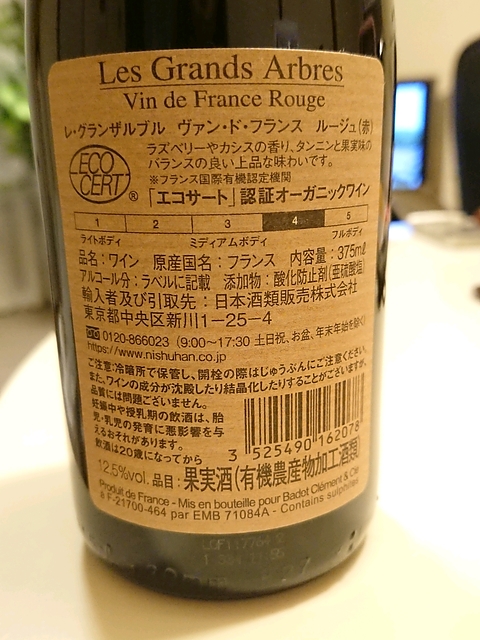 Les Grands Arbres
Vin de France Rouge
レ・グランザルブル ヴァン・ド・フランス ルージュ(赤)
ラズベリーやカシスの香り、タンニンと果実味の
バランスの良い上品な味わいです。
ECO CERT ®
※フランス国際有機認定機関
「エコサート」認証オーガニックワイン
1 2 3 4 5
ライトボディ ミディアムボディ フルボディ
品名：ワイン 原産国名：フランス 内容量：375ml
アルコール分：ラベルに記載 添加物：酸化防止剤(亜硫酸塩)
輸入者及び引取先：日本酒類販売株式会社
東京都中央区新川1-25-4
0120-866023 (9:00〜17:30 土日祝、お盆、年末年始を除く)
https://www.nishuhan.co.jp
ご注意：冷暗所で保管し、開栓の際はじゅうぶんにご注意ください。
また、ワインの成分が沈殿したり結晶化したりすることがございますが、
品質には問題ございません。
妊娠中や授乳期の飲酒は、胎
児・乳児の発育に悪影響を与
えるおそれがあります。
飲酒は20歳になってから
3 525490 162078
12.5%vol. 品目：果実酒(有機農産物加工酒類)
Produit de France - Mis en bouteille pour Badot Clément & Cie
à F-21700-464 par EMB 71084A - Contains sulphites